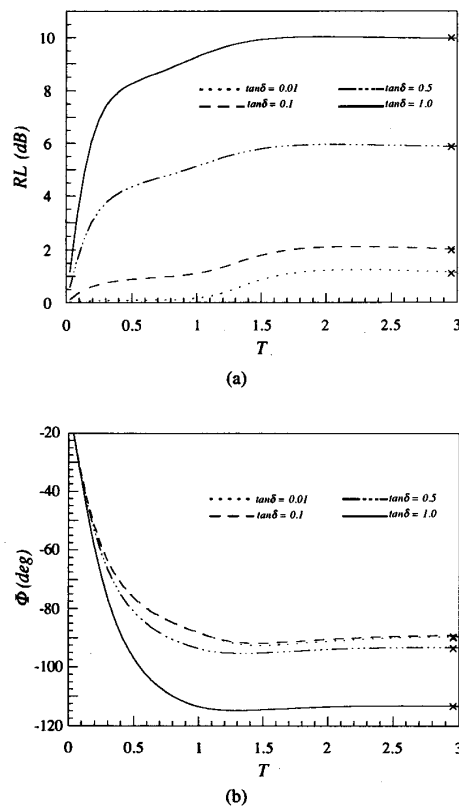 10
8
6
4
2
0
RL (dB)
tanδ = 0.01
tanδ = 0.5
tanδ = 0.1
tanδ = 1.0
0 0.5 1 1.5 2 2.5 3
T
(a)
-20
-40
-60
-80
-100
-120
Φ (deg)
tanδ = 0.01
tanδ = 0.5
tanδ = 0.1
tanδ = 1.0
0 0.5 1 1.5 2 2.5 3
T
(b)